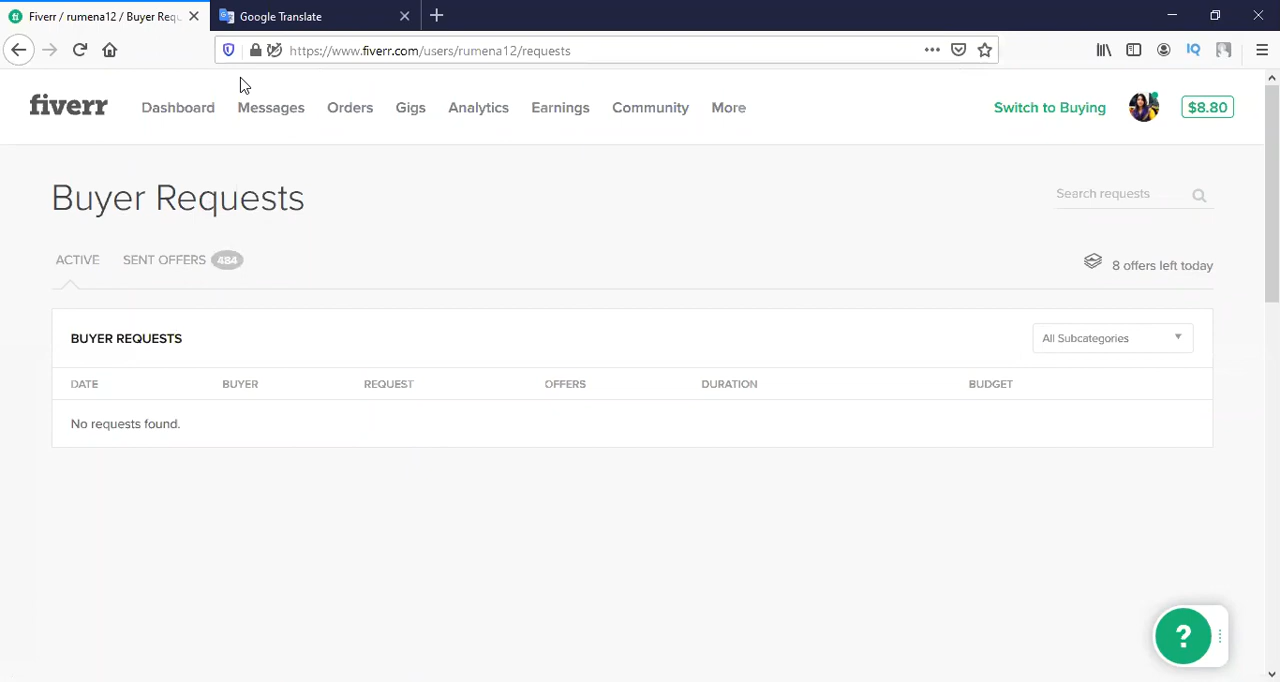 Fiverr / rumena12 / Buyer Requ
Google Translate
https://www.fiverr.com/users/rumena12/requests
IQ
fiverr
Dashboard
Messages
Orders
Gigs
Analytics
Earnings
Community
More
Switch to Buying
$8.80
Buyer Requests
Search requests
ACTIVE
SENT OFFERS 484
8 offers left today
BUYER REQUESTS
All Subcategories
DATE BUYER REQUEST OFFERS DURATION BUDGET
No requests found.
?